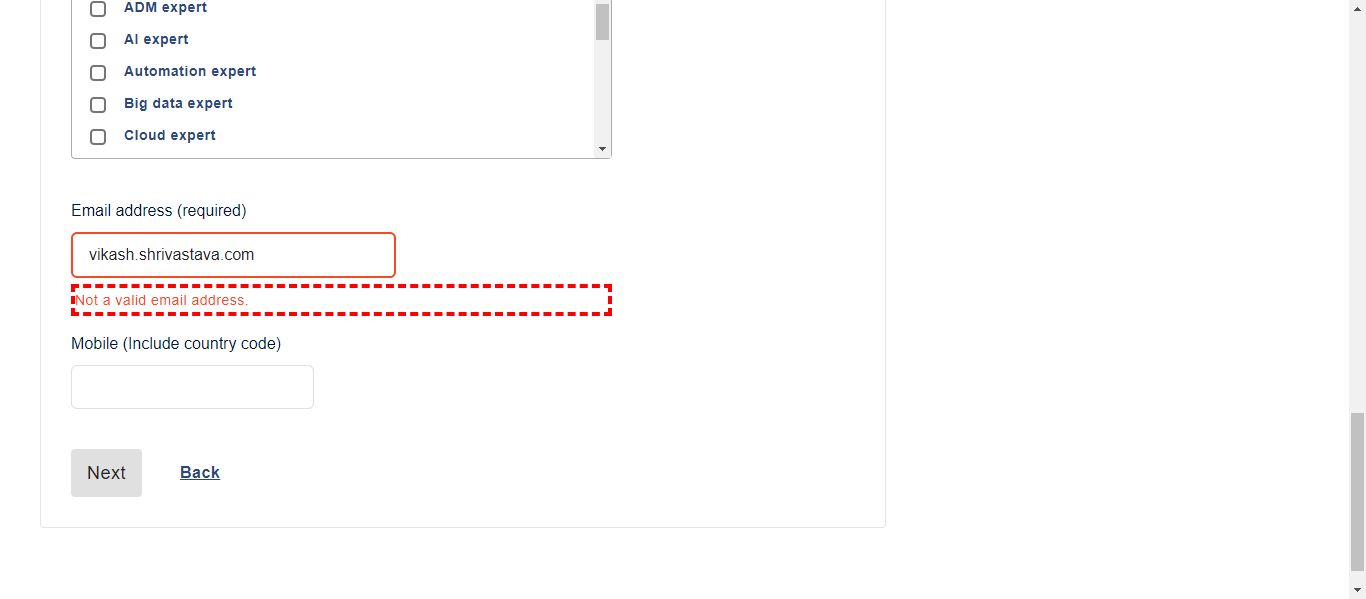 ADM expert
AI expert
Automation expert
Big data expert
Cloud expert
Email address (required)
vikash.shrivastava.com
Not a valid email address.
Mobile (Include country code)
Next
Back